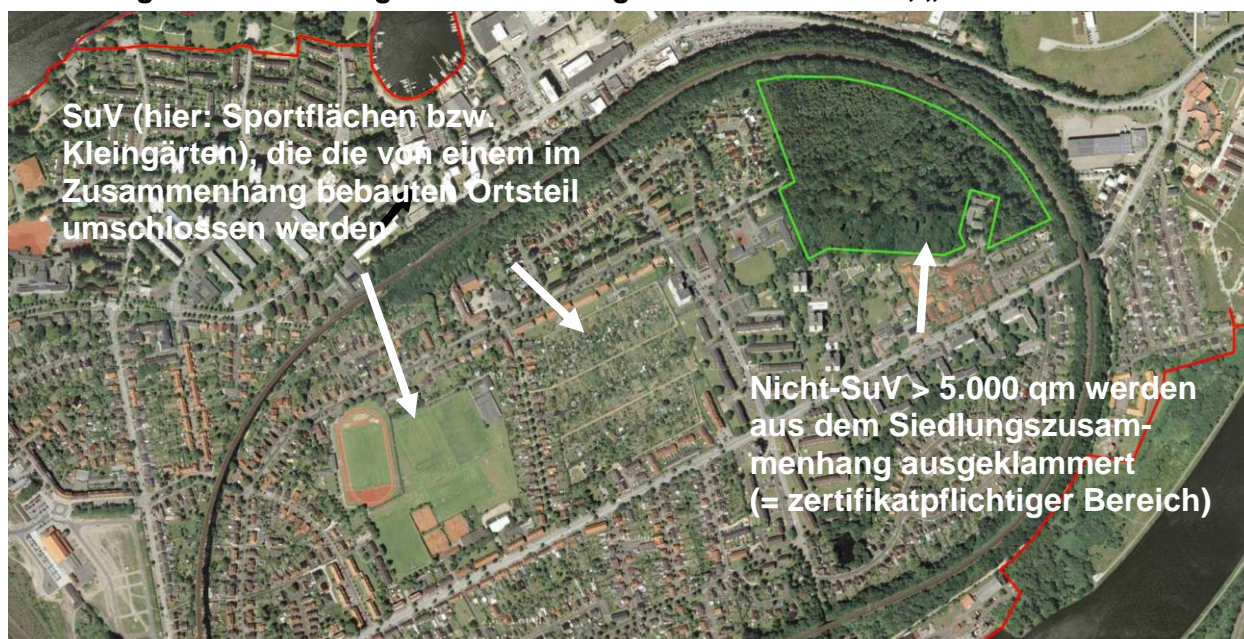 SuV (hier: Sportflächen bzw.
Kleingärten), die die von einem im
Zusammenhang bebauten Ortsteil
umschlossen werden
Nicht-SuV > 5.000 qm werden
aus dem Siedlungszusam-
menhang ausgeklammert
(= zertifikatpflichtiger Bereich)